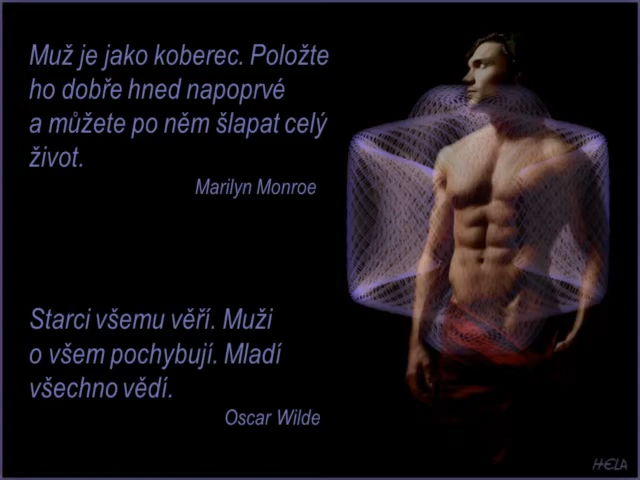 Muž je jako koberec. Položte
ho dobře hned napoprvé
a můžete po něm šlapat celý
život.
Marilyn Monroe
Starci všemu věří. Muži
o všem pochybují. Mladí
všechno vědí.
Oscar Wilde
HELA